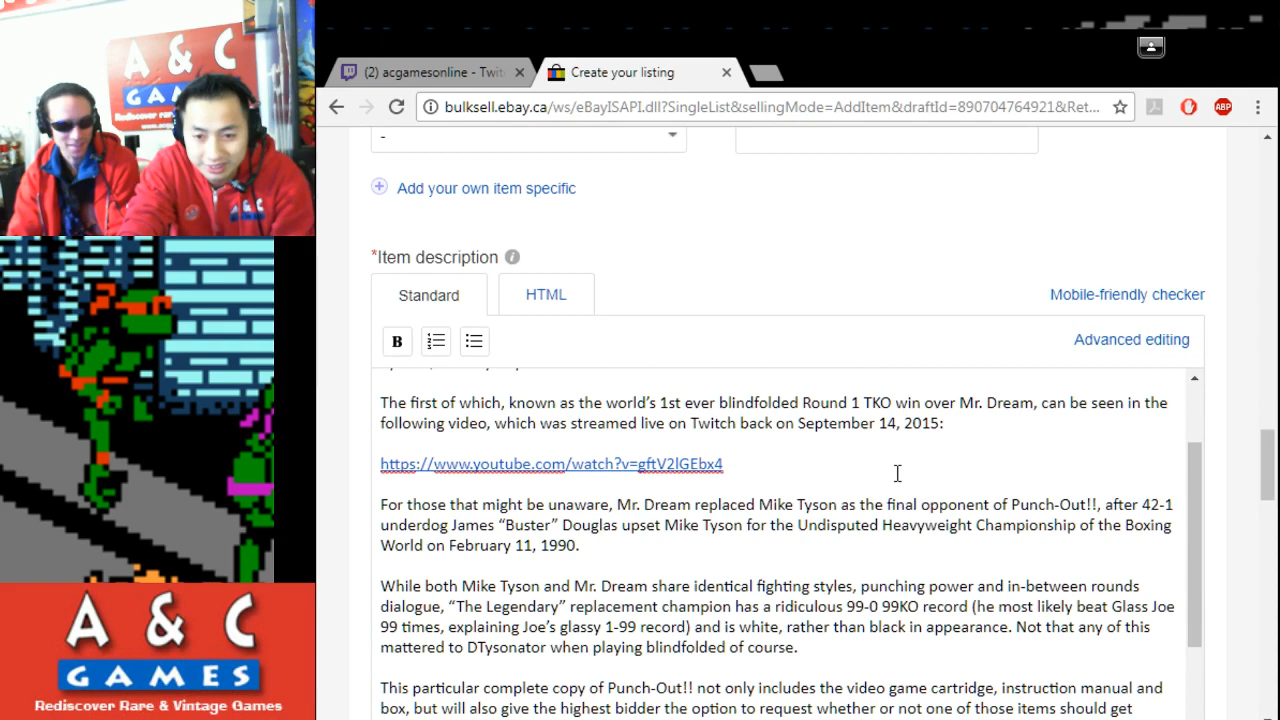 A & C
GAMES
Rediscover Rare &
(2) acgamesonline - Twit
Create your listing
bulksell.ebay.ca/ws/eBayISAPI.dll?SingleList&sellingMode=AddItem&draftId=890704764921&Ret...
ABP
-
Add your own item specific
*Item description
Standard
HTML
Mobile-friendly checker
B
Advanced editing
The first of which, known as the world's 1st ever blindfolded Round 1 TKO win over Mr. Dream, can be seen in the
following video, which was streamed live on Twitch back on September 14, 2015:
https://www.youtube.com/watch?v=gftV2lGEbx4
For those that might be unaware, Mr. Dream replaced Mike Tyson as the final opponent of Punch-Out!!, after 42-1
underdog James “Buster” Douglas upset Mike Tyson for the Undisputed Heavyweight Championship of the Boxing
World on February 11, 1990.
While both Mike Tyson and Mr. Dream share identical fighting styles, punching power and in-between rounds
dialogue, “The Legendary” replacement champion has a ridiculous 99-0 99KO record (he most likely beat Glass Joe
99 times, explaining Joe's glassy 1-99 record) and is white, rather than black in appearance. Not that any of this
mattered to DTysonator when playing blindfolded of course.
This particular complete copy of Punch-Out!! not only includes the video game cartridge, instruction manual and
box, but will also give the highest bidder the option to request whether or not one of those items should get
A & C
GAMES
Rediscover Rare & Vintage Games